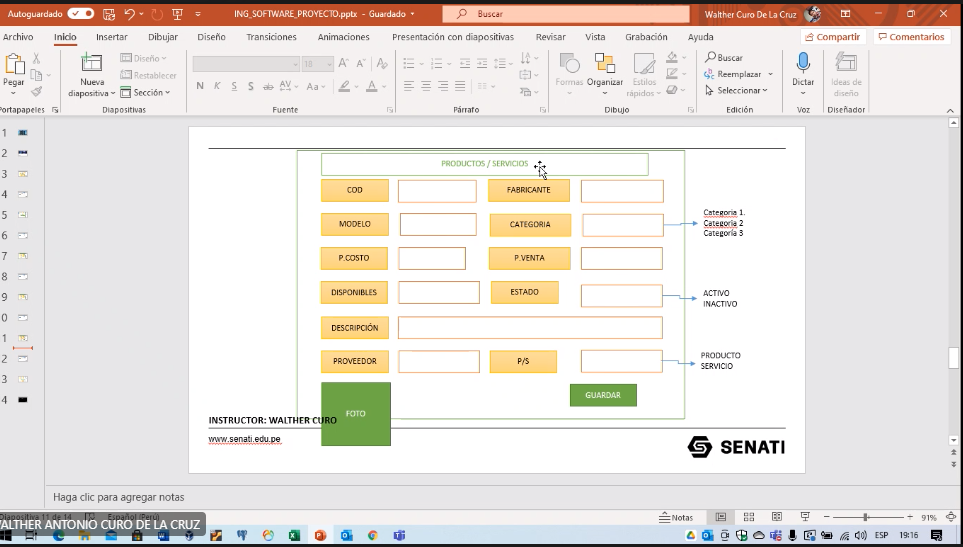 Autoguardado
ING_SOFTWARE_PROYECTO.pptx • Guardado
Buscar
Walther Curo De La Cruz
Archivo Inicio Insertar Dibujar Diseño Transiciones Animaciones Presentación con diapositivas Revisar Vista Grabación Ayuda Compartir Comentarios
Pegar
Nueva diapositiva
Diseño
Restablecer
Sección
18
N K S S ab AV Aa A
Formas
Organizar
Estilos rápidos
Buscar
Reemplazar
Seleccionar
Dictar
Ideas de diseño
Portapapeles Diapositivas Fuente Párrafo Dibujo Edición Voz Diseñador
1
2
3
4
5
6
7
8
9
0
1
2
3
4
PRODUCTOS / SERVICIOS
COD FABRICANTE
MODELO CATEGORIA
Categoria 1.
Categoria 2
Categoría 3
P.COSTO P.VENTA
DISPONIBLES ESTADO
ACTIVO
INACTIVO
DESCRIPCIÓN
PROVEEDOR P/S
PRODUCTO
SERVICIO
FOTO
GUARDAR
INSTRUCTOR: WALTHER CURO
www.senati.edu.pe
SENATI
Haga clic para agregar notas
Diapositiva 11 de 14 Español (Perú)
Notas
91%
WALTHER ANTONIO CURO DE LA CRUZ
ESP 19:16